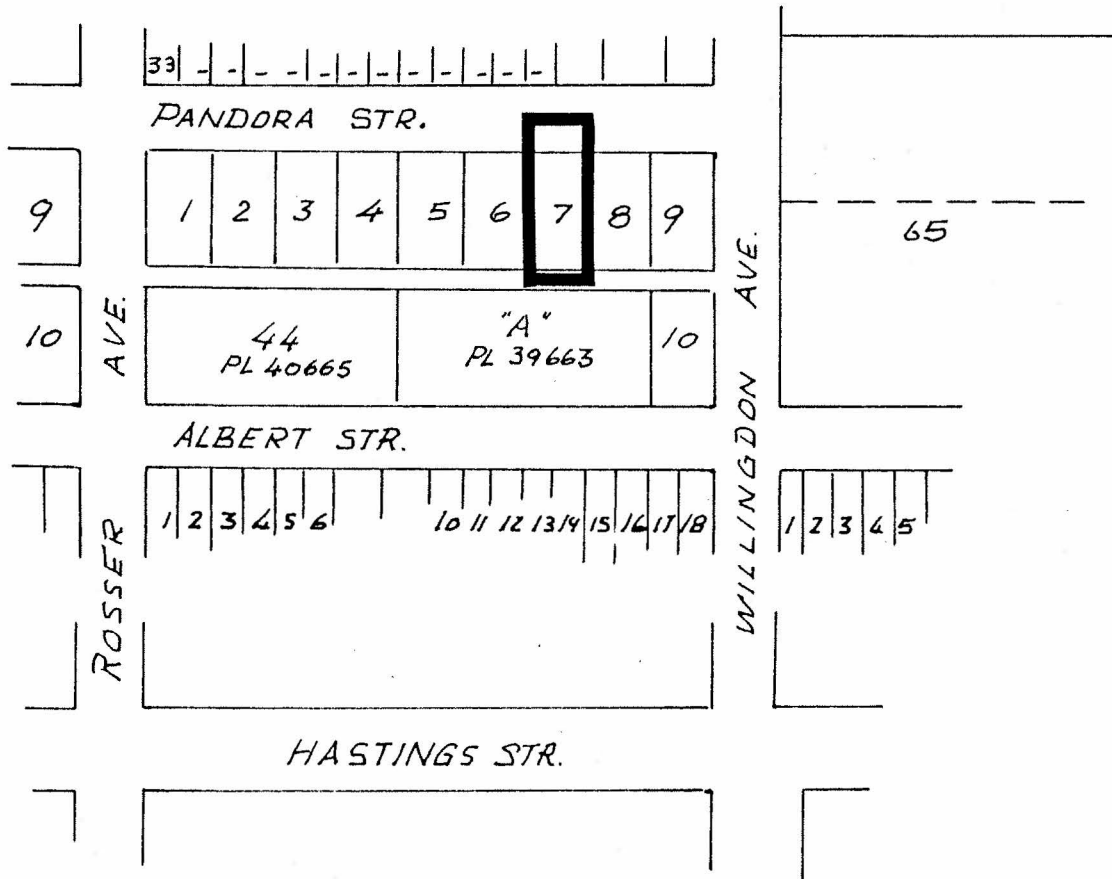 33 - - - - - - - - - - - -
PANDORA STR.
9 1 2 3 4 5 6 7 8 9
65
10 44 "A" 10
PL 40665 PL 39663
AVE.
ROSSER
WILLINGDON AVE.
ALBERT STR.
1 2 3 4 5 6 10 11 12 13 14 15 16 17 18 1 2 3 4 5
HASTINGS STR.